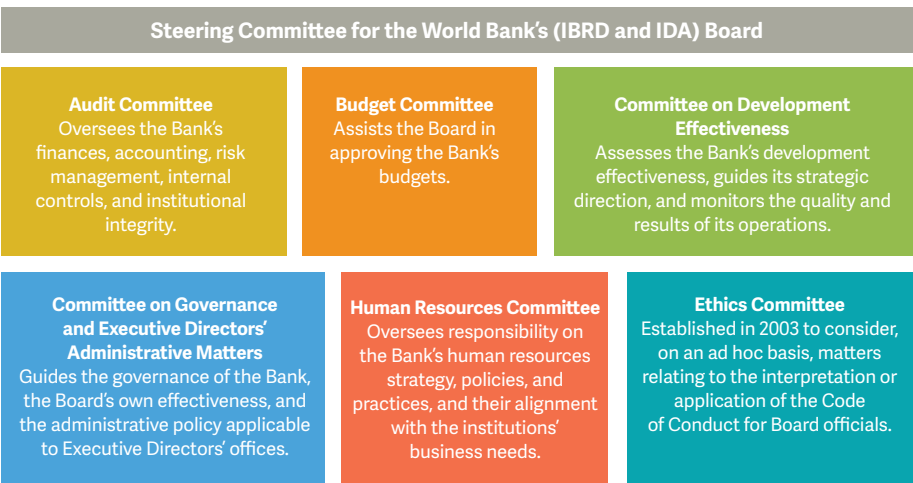 Steering Committee for the World Bank's (IBRD and IDA) Board
Audit Committee
Oversees the Bank's
finances, accounting, risk
management, internal
controls, and institutional
integrity.
Budget Committee
Assists the Board in
approving the Bank's
budgets.
Committee on Development
Effectiveness
Assesses the Bank's development
effectiveness, guides its strategic
direction, and monitors the quality and
results of its operations.
Committee on Governance
and Executive Directors'
Administrative Matters
Guides the governance of the Bank,
the Board's own effectiveness, and
the administrative policy applicable
to Executive Directors' offices.
Human Resources Committee
Oversees responsibility on
the Bank's human resources
strategy, policies, and
practices, and their alignment
with the institutions'
business needs.
Ethics Committee
Established in 2003 to consider,
on an ad hoc basis, matters
relating to the interpretation or
application of the Code
of Conduct for Board officials.